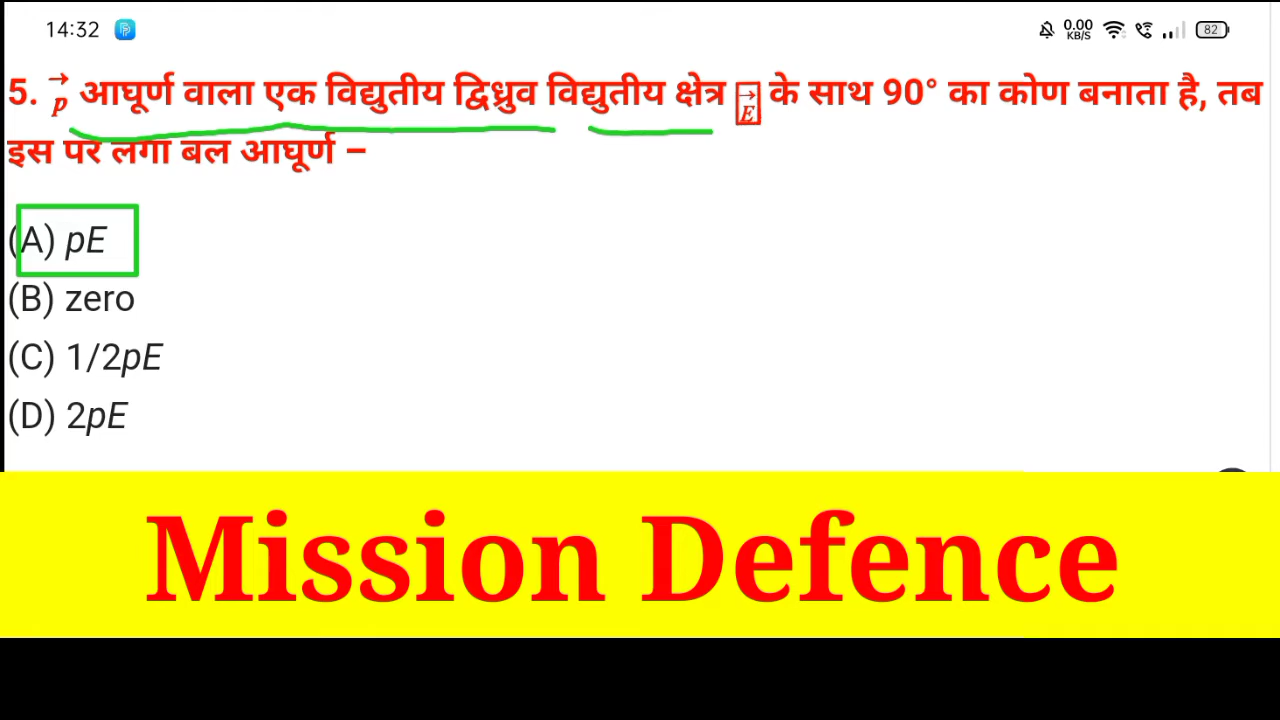 14:32 0.00 KB/S 82
5. p⃗ आघूर्ण वाला एक विद्युतीय द्विध्रुव विद्युतीय क्षेत्र E⃗ के साथ 90° का कोण बनाता है, तब
इस पर लगा बल आघूर्ण –
(A) pE
(B) zero
(C) 1/2pE
(D) 2pE
Mission Defence